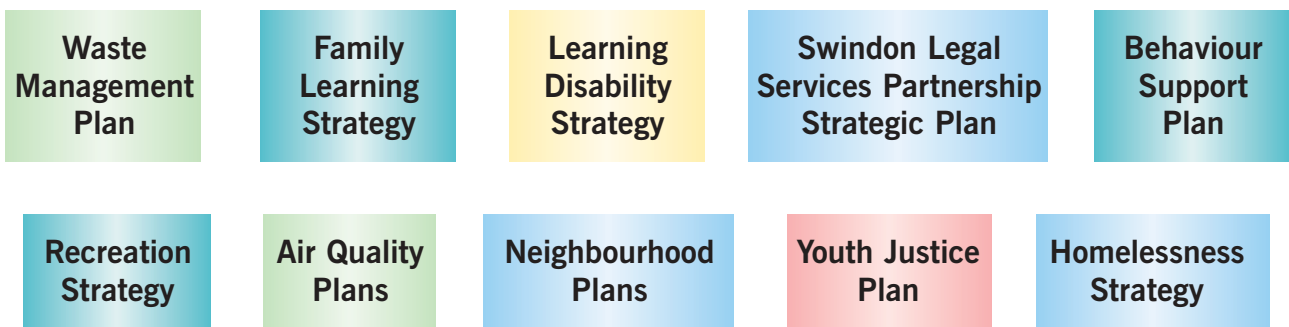 Waste
Management
Plan
Family
Learning
Strategy
Learning
Disability
Strategy
Swindon Legal
Services Partnership
Strategic Plan
Behaviour
Support
Plan
Recreation
Strategy
Air Quality
Plans
Neighbourhood
Plans
Youth Justice
Plan
Homelessness
Strategy